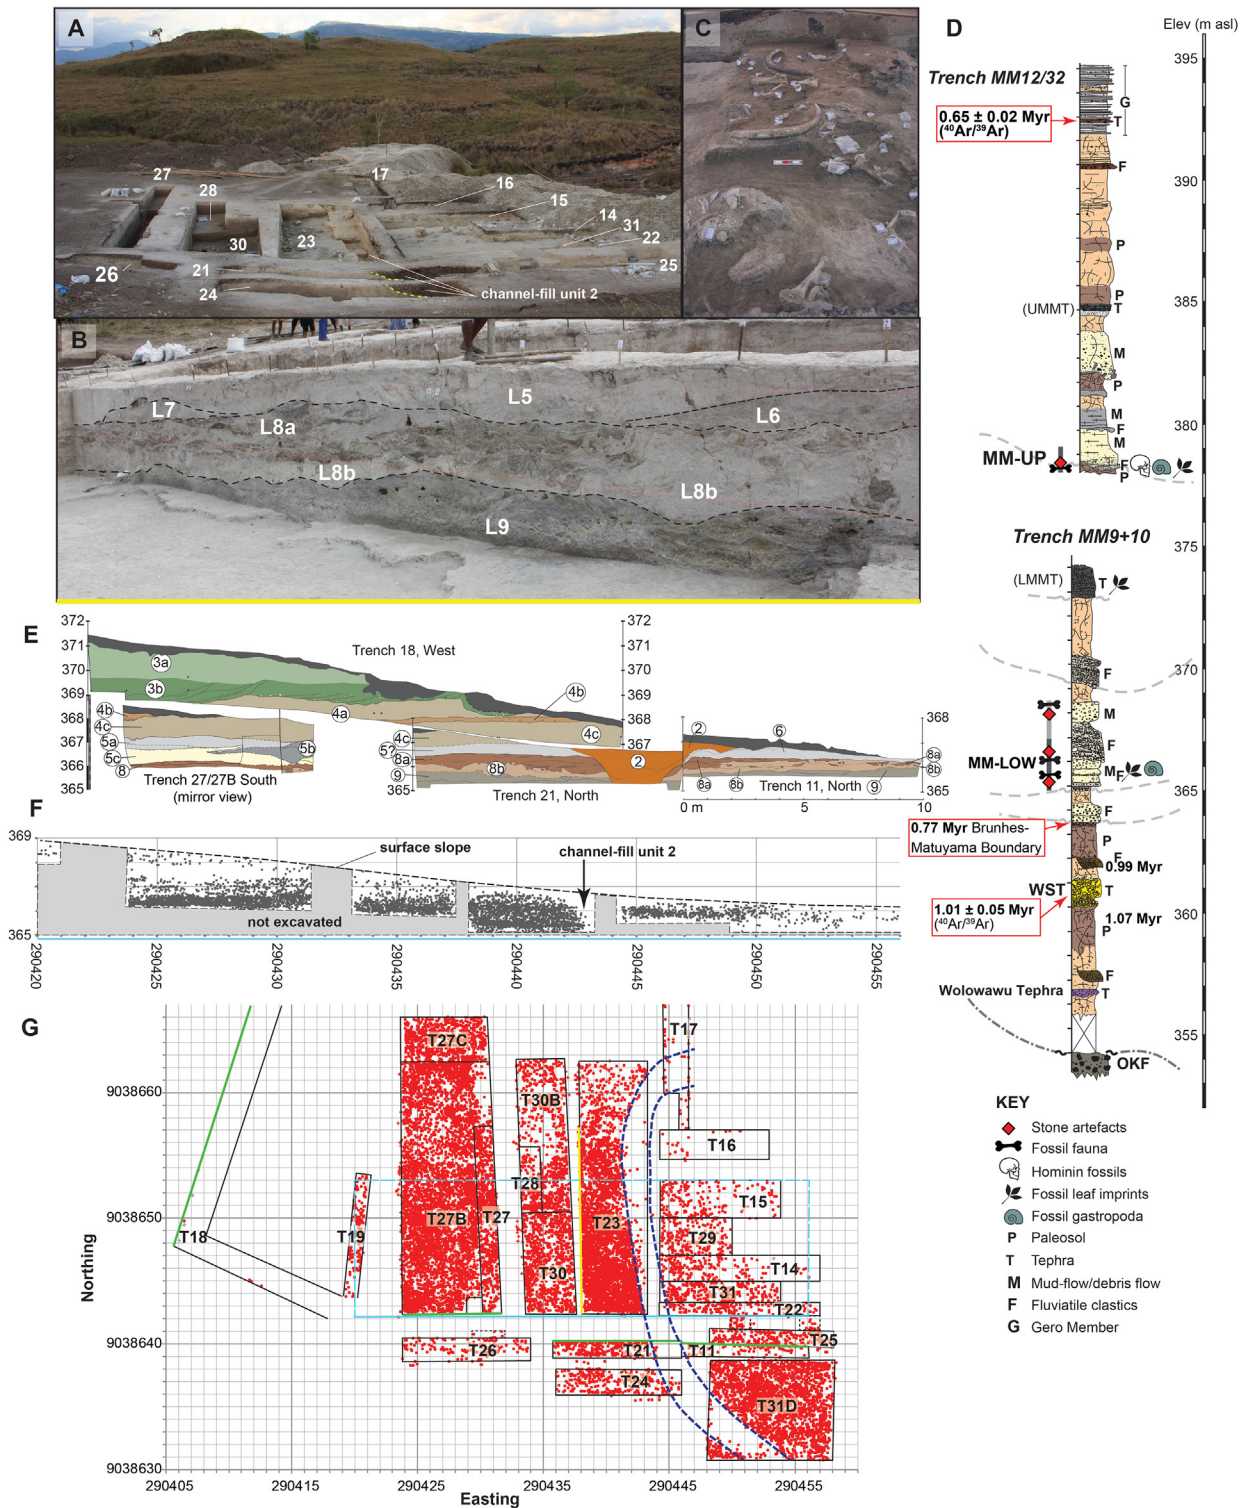 A
27
28
17
16
15
14
31
22
25
30
23
26
21
24
channel-fill unit 2
B
L5
L7
L6
L8a
L8b
L8b
L9
C
D
Elev (m asl)
395
390
385
380
375
370
365
360
355
Trench MM12/32
G
0.65 ± 0.02 Myr
(40Ar/39Ar)
T
F
P
P
(UMMT)
T
M
P
M
F
M
MM-UP
F
P
Trench MM9+10
(LMMT)
T
F
M
F
MM-LOW
M
F
F
0.77 Myr Brunhes-
Matuyama Boundary
P
F
0.99 Myr
WST
T
1.01 ± 0.05 Myr
(40Ar/39Ar)
1.07 Myr
P
F
Wolowawu Tephra
T
OKF
KEY
Stone artefacts
Fossil fauna
Hominin fossils
Fossil leaf imprints
Fossil gastropoda
P Paleosol
T Tephra
M Mud-flow/debris flow
F Fluviatile clastics
G Gero Member
E
372
371
370
369
368
367
366
365
3a
3b
4b
4c
5a
5c
5b
8
Trench 27/27B South
(mirror view)
Trench 18, West
372
371
370
369
368
367
365
4a
4b
4c
4c
5?
8a
8b
9
2
Trench 21, North
2
6
368
8a
8b
365
8a
8b
9
Trench 11, North
0 m
5
10
F
369
365
surface slope
channel-fill unit 2
not excavated
290420
290425
290430
290435
290440
290445
290450
290455
G
Northing
9038660
9038650
9038640
9038630
T27C
T30B
T17
T16
T28
T15
T18
T19
T27B
T27
T23
T29
T30
T14
T31
T22
T25
T26
T21
T11
T24
T31D
290405
290415
290425
290435
290445
290455
Easting